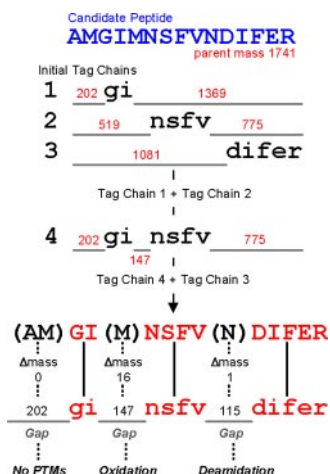 Candidate Peptide
AMGIMNSFVNDIFER
parent mass 1741
Initial Tag Chains
1 202 gi 1369
2 519 nsfv 775
3 1081 difer
Tag Chain 1 + Tag Chain 2
4 202 gi 147 nsfv 775
Tag Chain 4 + Tag Chain 3
(AM) GI (M) NSFV (N) DIFER
Δmass Δmass Δmass
0 16 1
202 gi 147 nsfv 115 difer
Gap Gap Gap
No PTMs Oxidation Deamidation